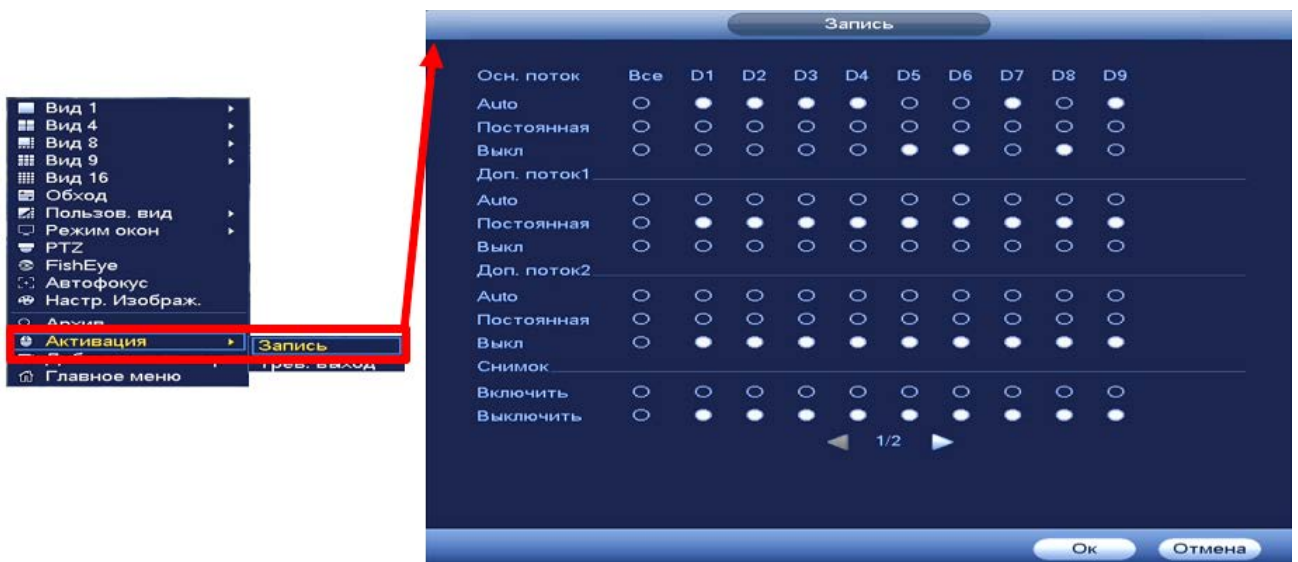 Вид 1
Вид 4
Вид 8
Вид 9
Вид 16
Обход
Пользов. вид
Режим окон
PTZ
FishEye
Автофокус
Настр. Изображ.
Архив
Активация
Запись
Трев. выход
Главное меню
Запись
Осн. поток Все D1 D2 D3 D4 D5 D6 D7 D8 D9
Auto
Постоянная
Выкл
Доп. поток1
Auto
Постоянная
Выкл
Доп. поток2
Auto
Постоянная
Выкл
Снимок
Включить
Выключить
1/2
Ок Отмена